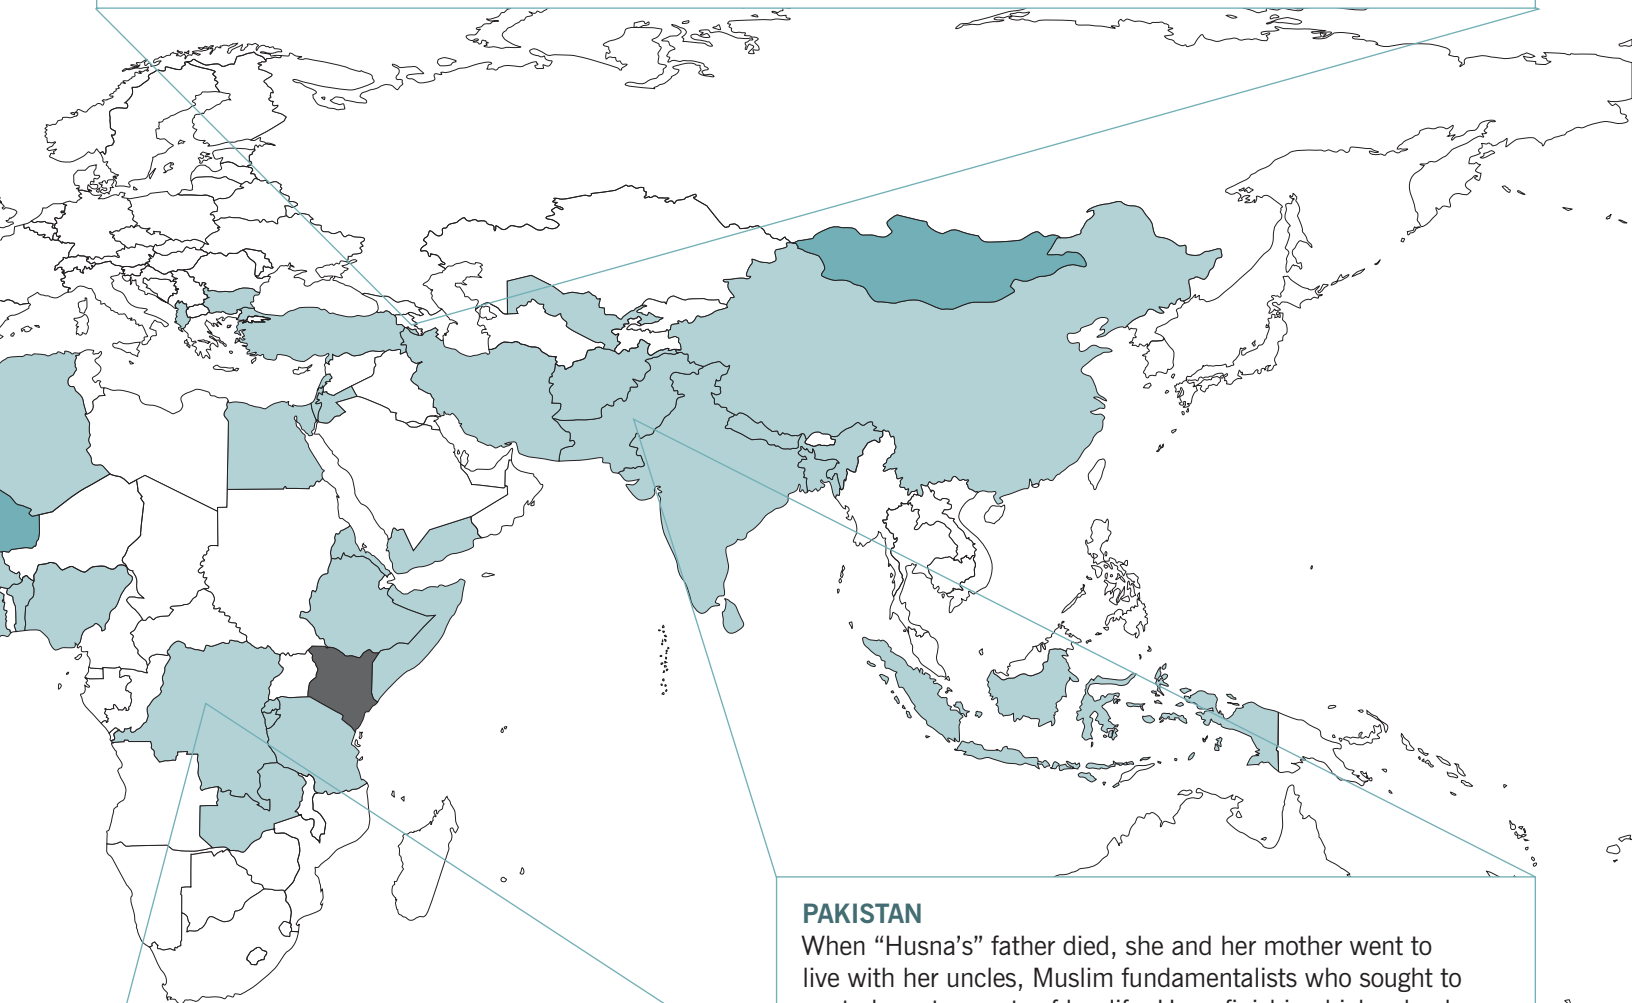 PAKISTAN
When “Husna’s” father died, she and her mother went to
live with her uncles, Muslim fundamentalists who sought to